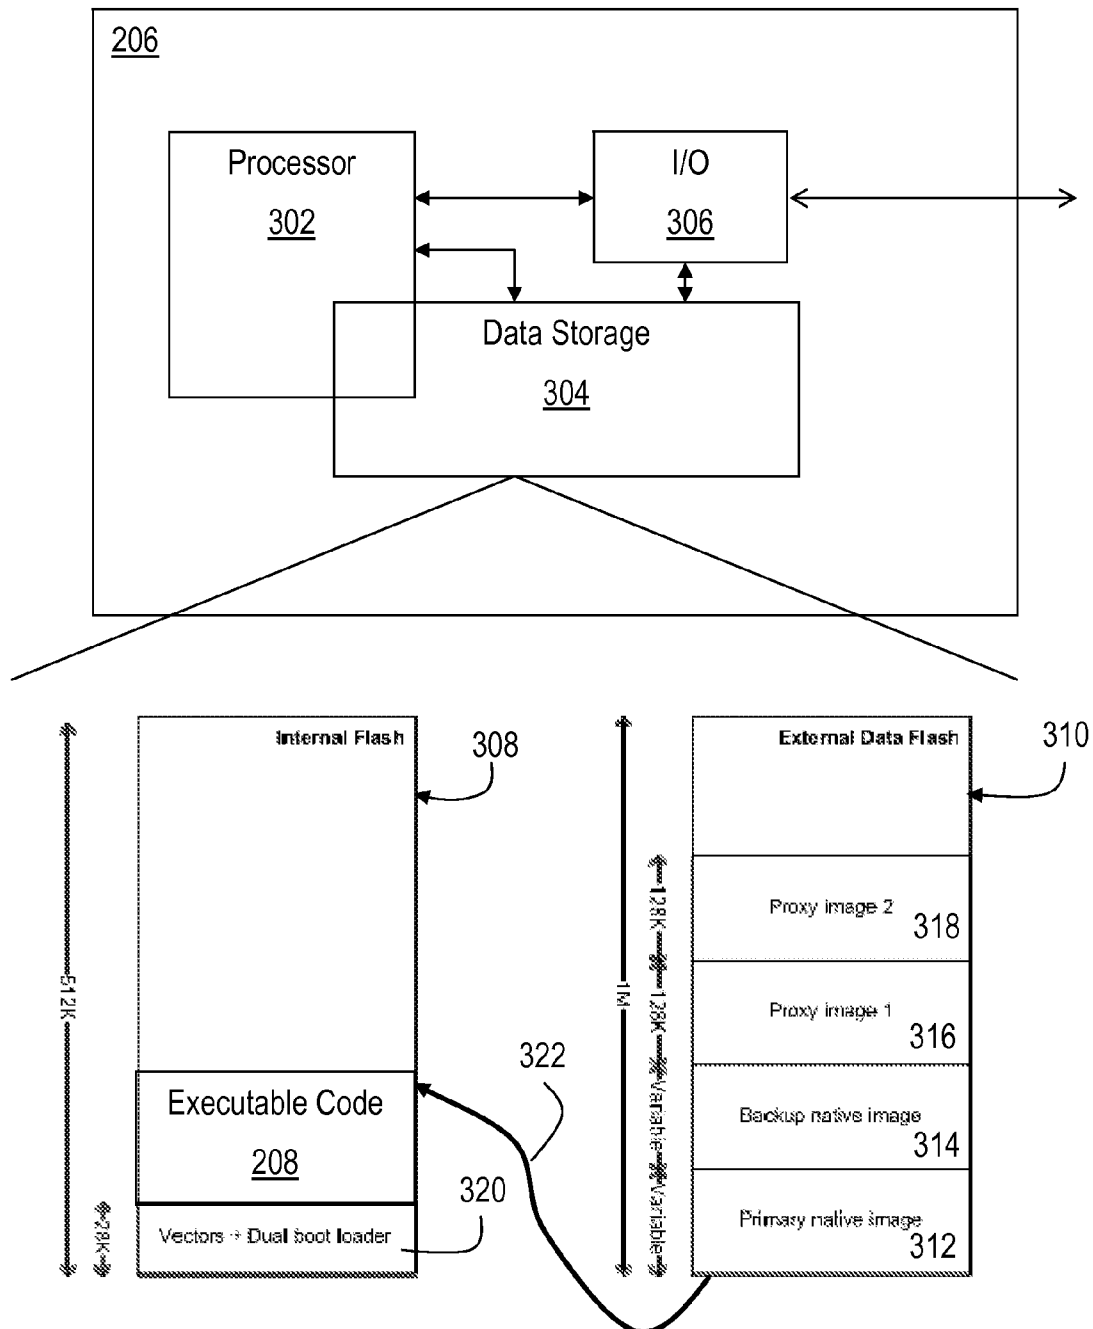 206
Processor
302
I/O
306
Data Storage
304
Internal Flash
308
External Data Flash
310
512K
1M
128K
Proxy image 2
318
128K
Proxy image 1
316
322
Variable
Backup native image
314
Executable Code
208
320
Variable
Primary native image
312
28K
Vectors + Dual boot loader